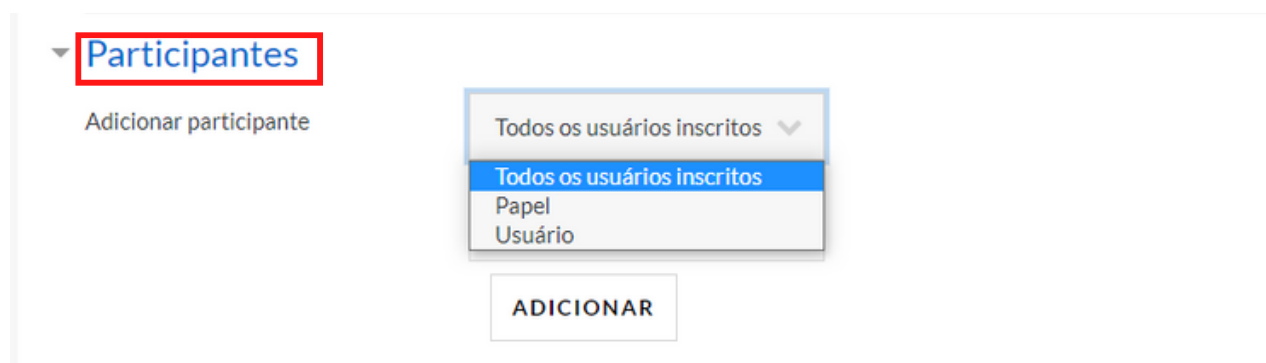 Participantes
Adicionar participante
Todos os usuários inscritos
Todos os usuários inscritos
Papel
Usuário
ADICIONAR